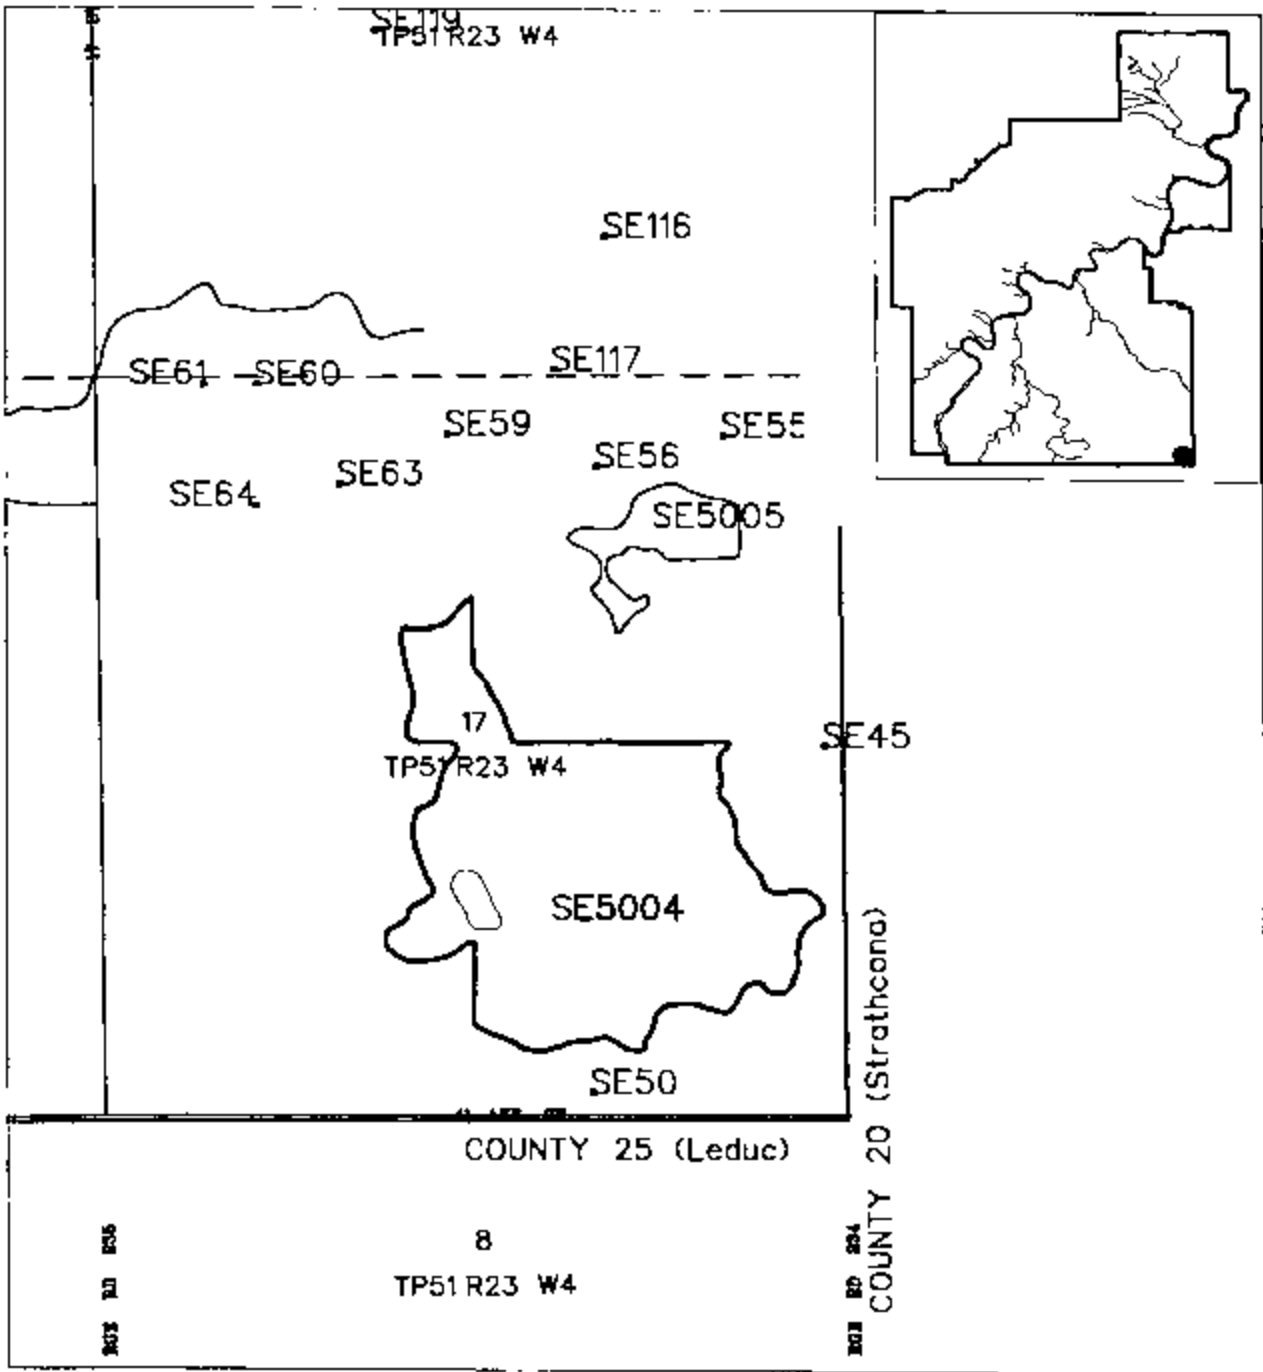 SE119
TP51 R23 W4
SE116
SE61
SE60
SE117
SE59
SE55
SE56
SE63
SE64
SE5005
17
SE45
TP51 R23 W4
SE5004
SE50
COUNTY 25 (Leduc)
COUNTY 20 (Strathcona)
8
TP51 R23 W4